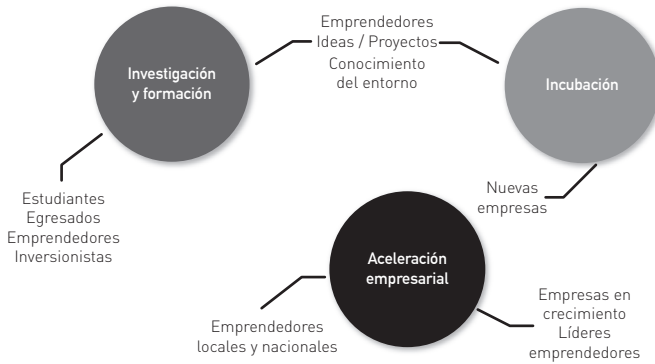 Investigación
y formación
Emprendedores
Ideas / Proyectos
Conocimiento
del entorno
Incubación
Estudiantes
Egresados
Emprendedores
Inversionistas
Nuevas
empresas
Aceleración
empresarial
Emprendedores
locales y nacionales
Empresas en
crecimiento
Líderes
emprendedores